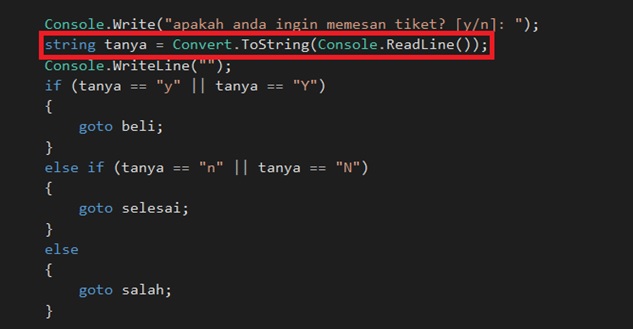 Console.Write("apakah anda ingin memesan tiket? [y/n]: ");
string tanya = Convert.ToString(Console.ReadLine());
Console.WriteLine("");
if (tanya == "y" || tanya == "Y")
{
goto beli;
}
else if (tanya == "n" || tanya == "N")
{
goto selesai;
}
else
{
goto salah;
}